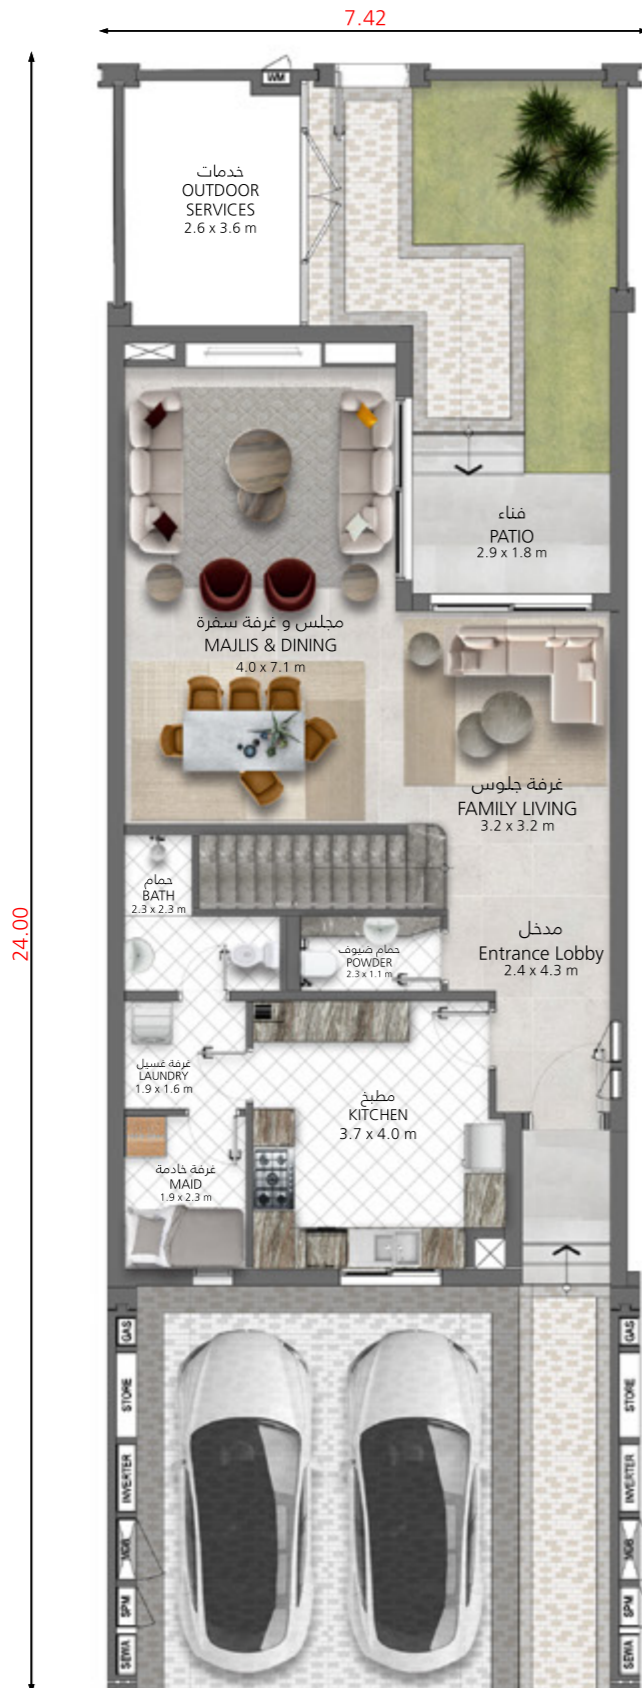 7.42
WM
خدمات
OUTDOOR
SERVICES
2.6 x 3.6 m
فناء
PATIO
2.9 x 1.8 m
مجلس و غرفة سفرة
MAJLIS & DINING
4.0 x 7.1 m
غرفة جلوس
FAMILY LIVING
3.2 x 3.2 m
حمام
BATH
2.3 x 2.3 m
24.00
حمام ضيوف
POWDER
2.3 x 1.1 m
مدخل
Entrance Lobby
2.4 x 4.3 m
غرفة غسيل
LAUNDRY
1.9 x 1.6 m
مطبخ
KITCHEN
3.7 x 4.0 m
غرفة خادمة
MAID
1.9 x 2.3 m
GAS
STORE
INVERTER
MDB
SPM
SEWA
GAS
STORE
INVERTER
MDB
SPM
SEWA